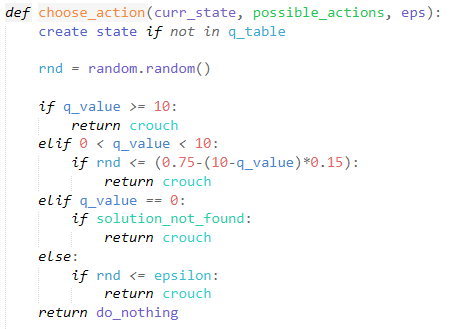 def choose_action(curr_state, possible_actions, eps):
    create state if not in q_table
    rnd = random.random()
    if q_value >= 10:
        return crouch
    elif 0 < q_value < 10:
        if rnd <= (0.75-(10-q_value)*0.15):
            return crouch
    elif q_value == 0:
        if solution_not_found:
            return crouch
    else:
        if rnd <= epsilon:
            return crouch
    return do_nothing